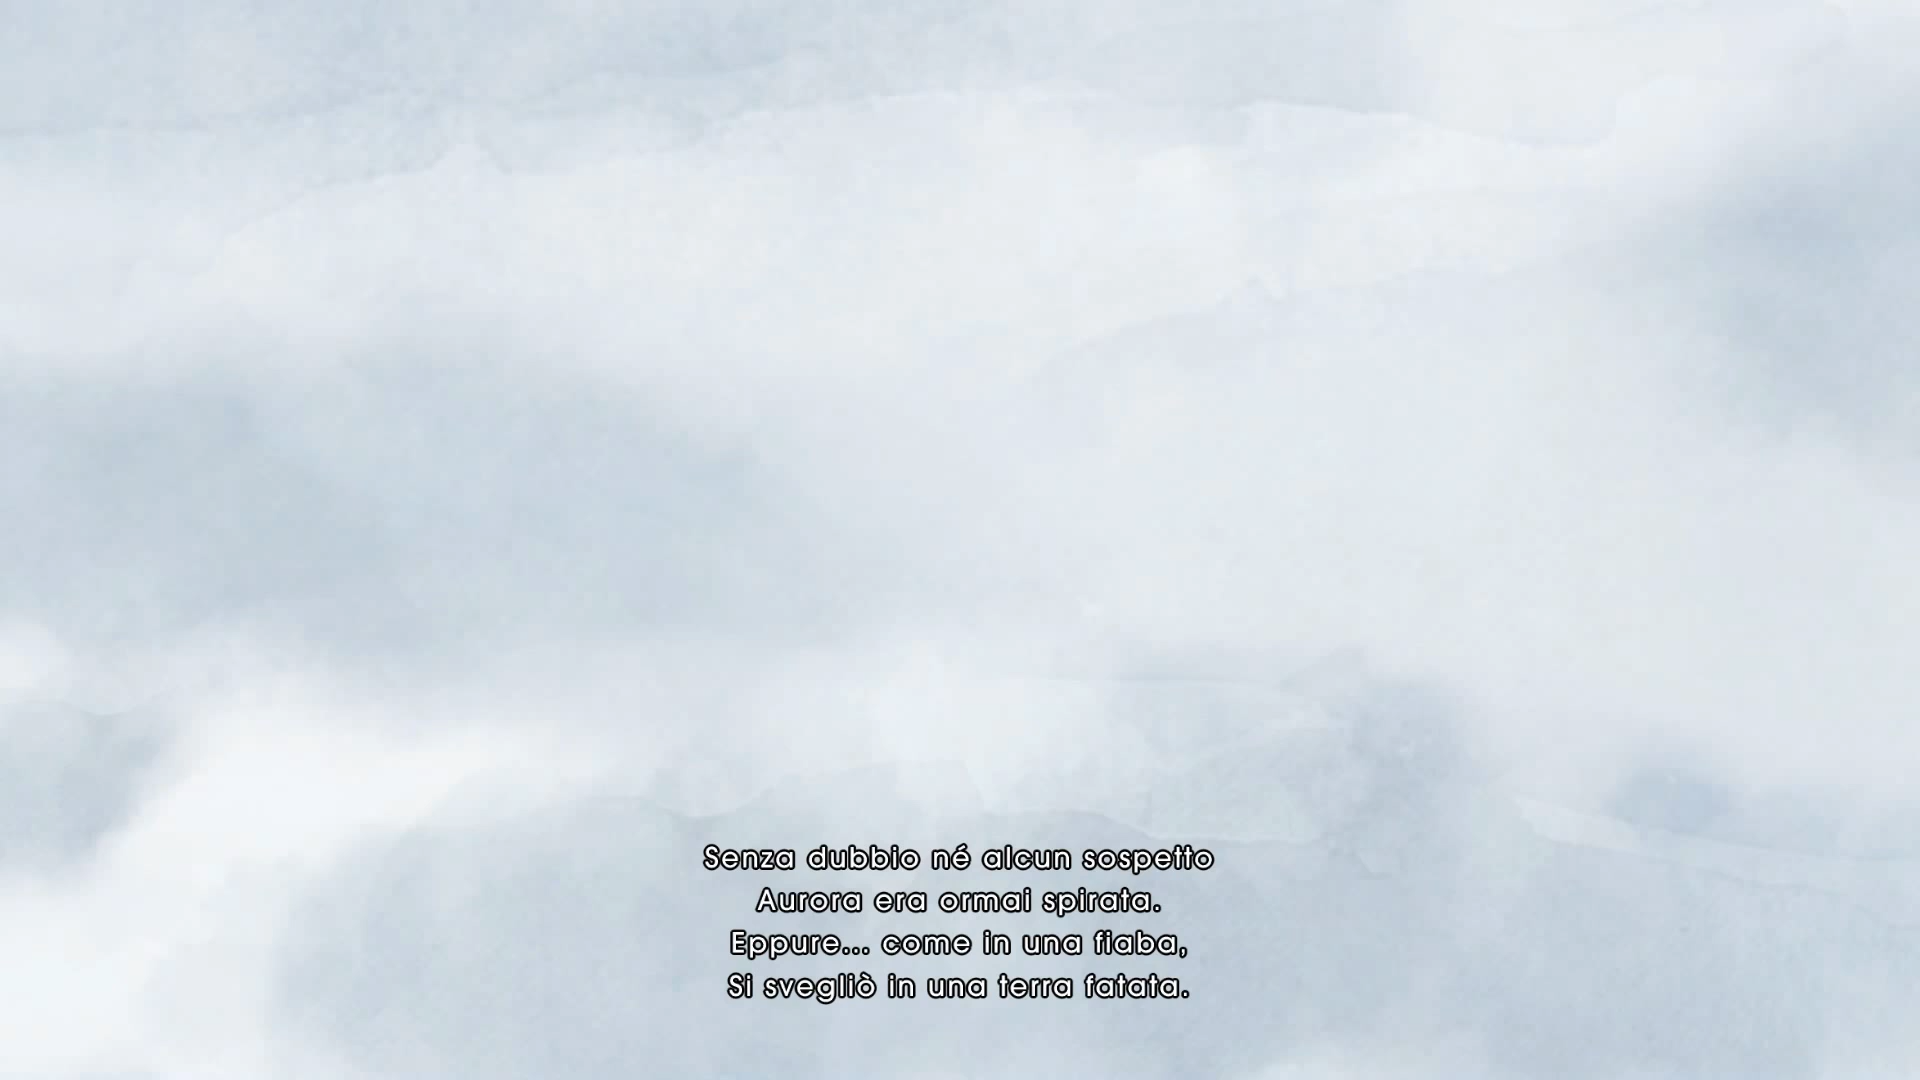 Senza dubbio né alcun sospetto
Aurora era ormai spirata.
Eppure... come in una fiaba,
Si svegliò in una terra fatata.